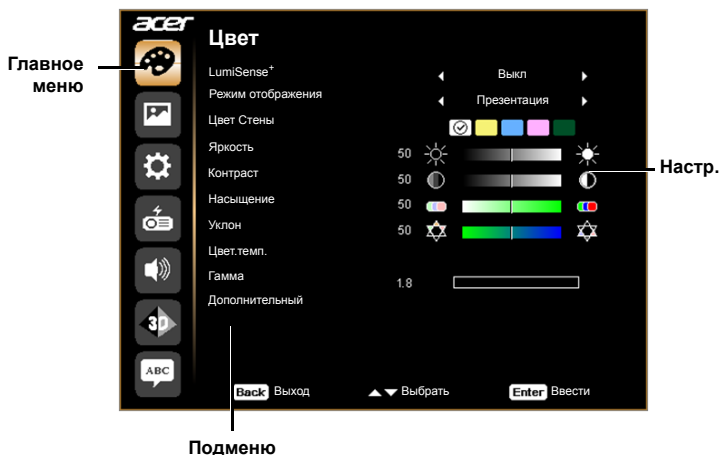 acer
Цвет
Главное
меню
LumiSense+ Выкл
Режим отображения Презентация
Цвет Стены
Яркость 50
Контраст 50
Настр.
Насыщение 50
Уклон 50
Цвет.темп.
Гамма 1.8
Дополнительный
3D
ABC
Back Выход Выбрать Enter Ввести
Подменю